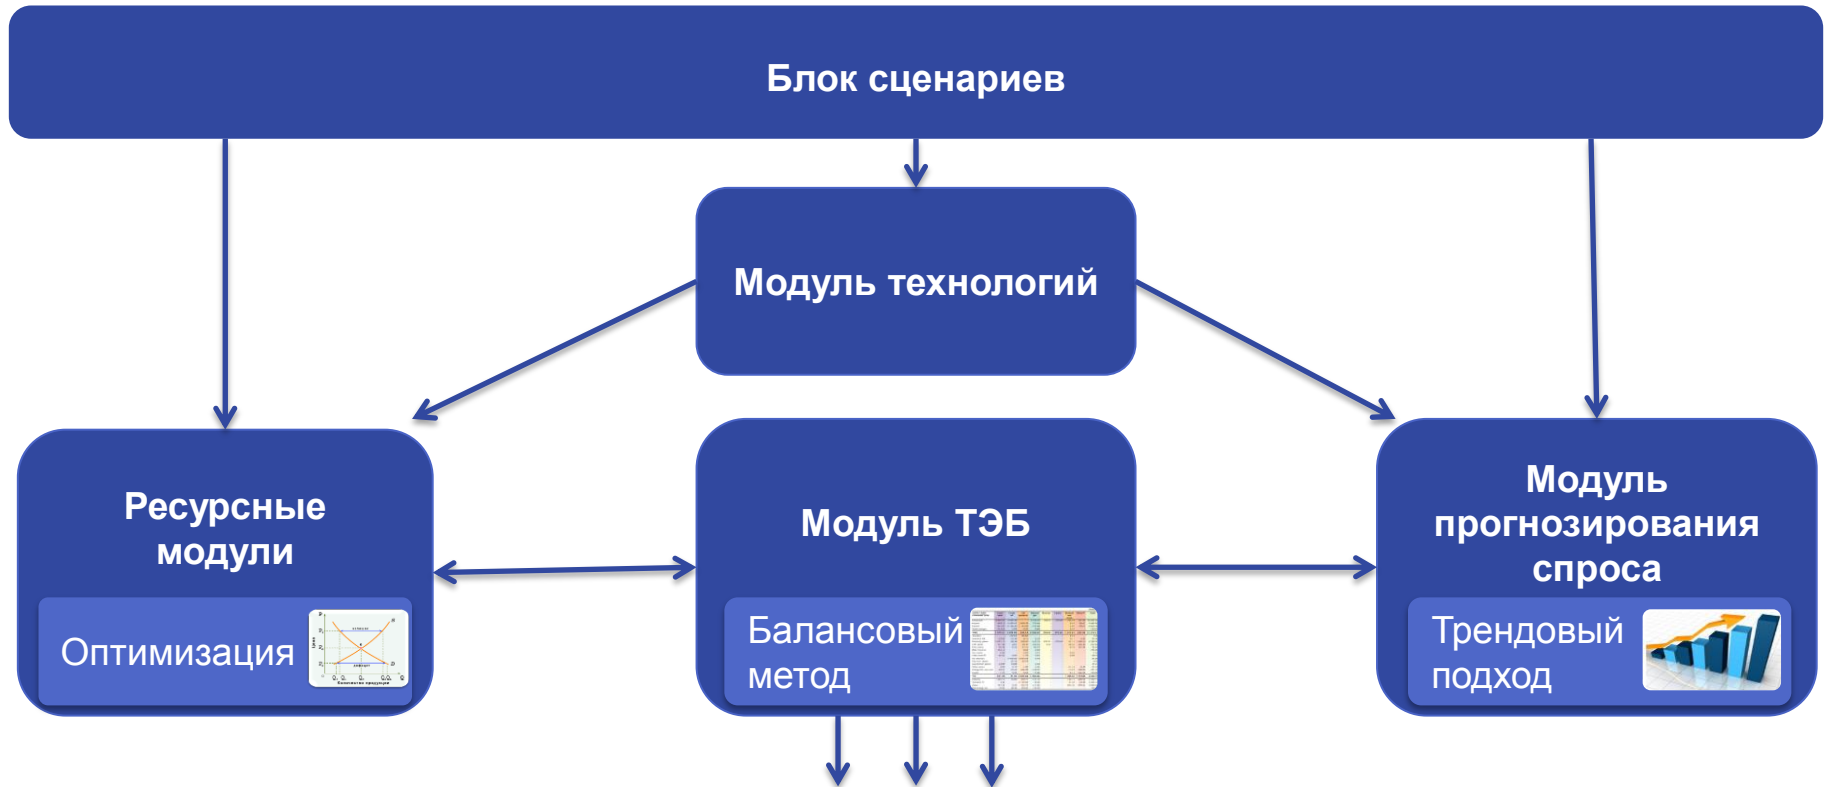 Блок сценариев
Модуль технологий
Ресурсные
модули
Оптимизация
Модуль ТЭБ
Балансовый
метод
Модуль
прогнозирования
спроса
Трендовый
подход